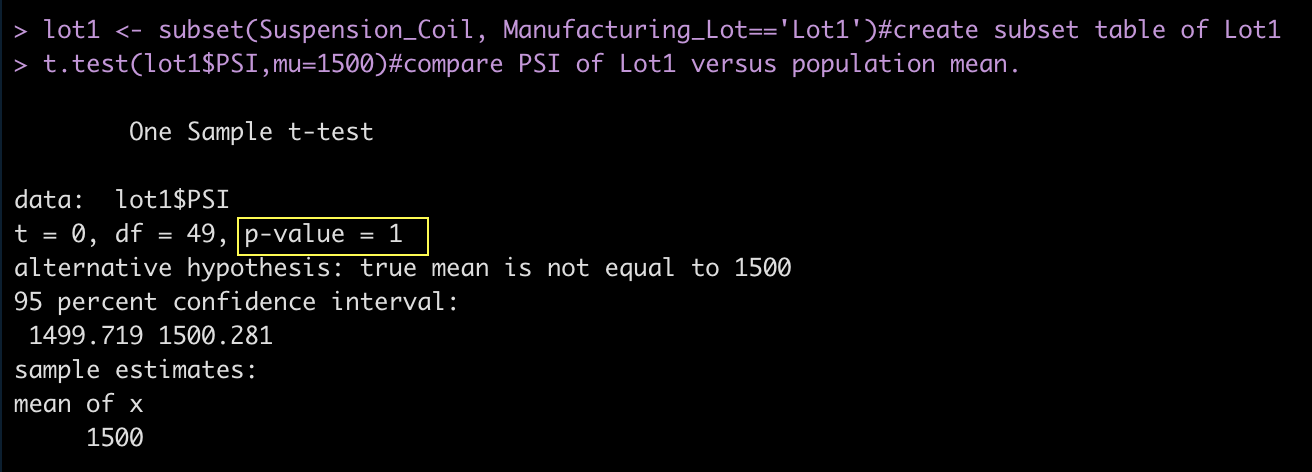 > lot1 <- subset(Suspension_Coil, Manufacturing_Lot=='Lot1')#create subset table of Lot1
> t.test(lot1$PSI,mu=1500)#compare PSI of Lot1 versus population mean.
One Sample t-test
data:  lot1$PSI
t = 0, df = 49, p-value = 1
alternative hypothesis: true mean is not equal to 1500
95 percent confidence interval:
1499.719 1500.281
sample estimates:
mean of x
1500